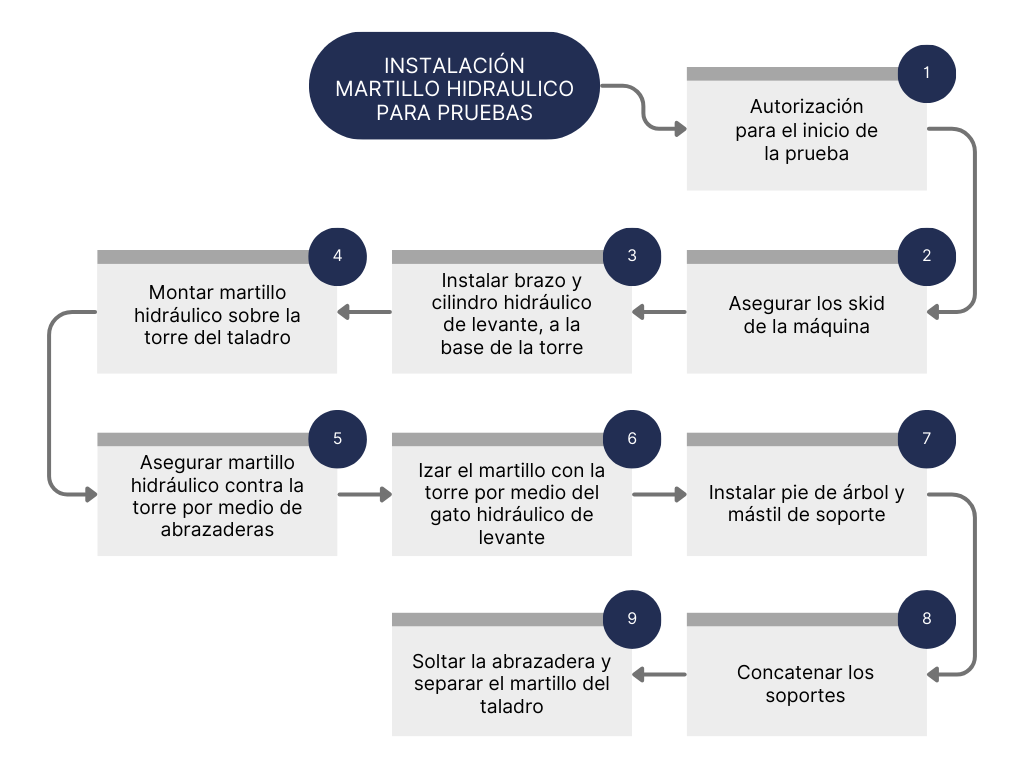 INSTALACIÓN
MARTILLO HIDRAULICO
PARA PRUEBAS
1
Autorización
para el inicio de
la prueba
2
Asegurar los skid
de la máquina
3
Instalar brazo y
cilindro hidráulico
de levante, a la
base de la torre
4
Montar martillo
hidráulico sobre la
torre del taladro
5
Asegurar martillo
hidráulico contra la
torre por medio de
abrazaderas
6
Izar el martillo con la
torre por medio del
gato hidráulico de
levante
7
Instalar pie de árbol y
mástil de soporte
8
Concatenar los
soportes
9
Soltar la abrazadera y
separar el martillo del
taladro